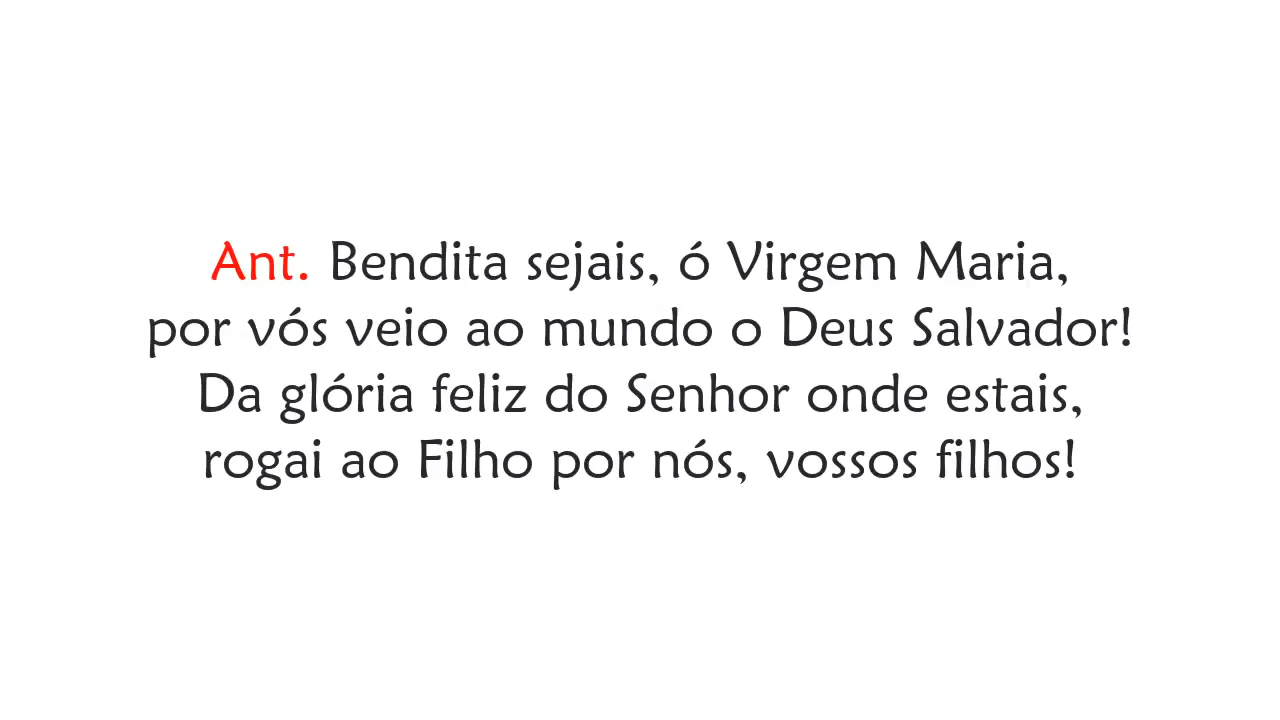 Ant. Bendita sejais, ó Virgem Maria,
por vós veio ao mundo o Deus Salvador!
Da glória feliz do Senhor onde estais,
rogai ao Filho por nós, vossos filhos!